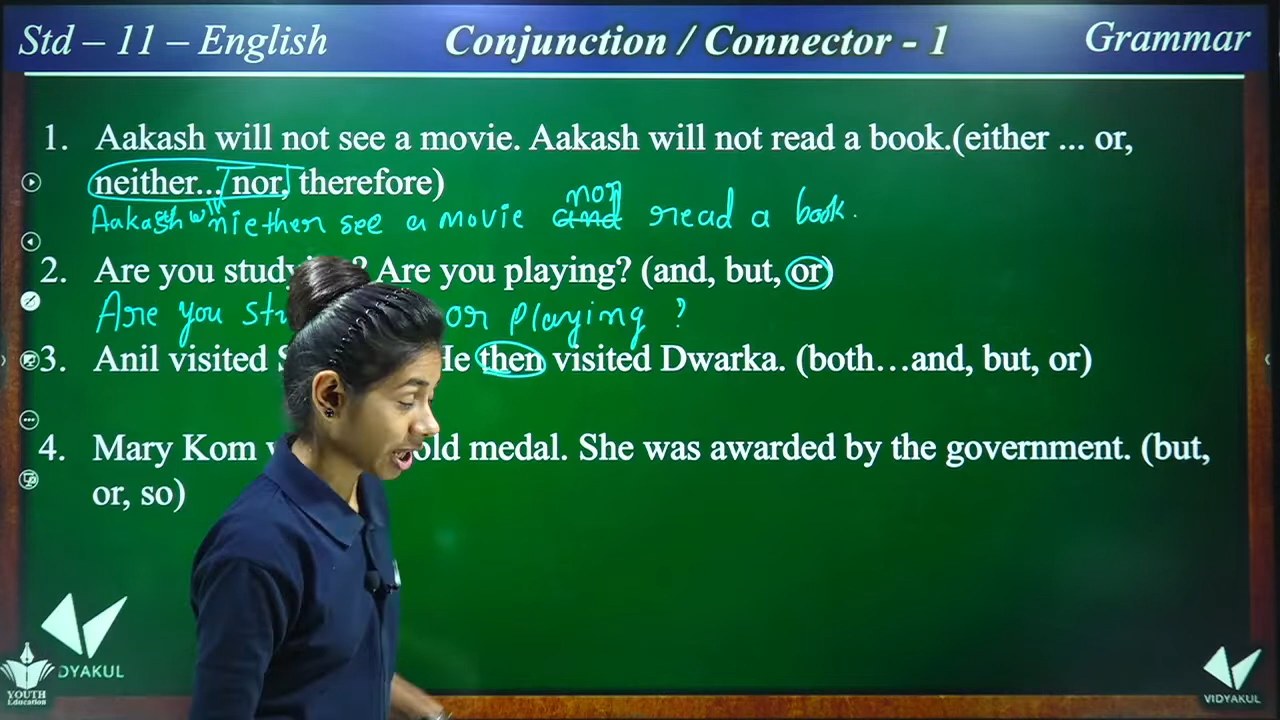 Std – 11 – English
Conjunction / Connector - 1
Grammar
1. Aakash will not see a movie. Aakash will not read a book.(either ... or,
neither... nor, therefore)
nor
Aakash will niether see a movie and read a book.
2. Are you studying? Are you playing? (and, but, or)
Are you or playing ?
3. Anil visited He then visited Dwarka. (both…and, but, or)
4. Mary Kom gold medal. She was awarded by the government. (but,
or, so)
DYAKUL
YOUTH
Education
VIDYAKUL